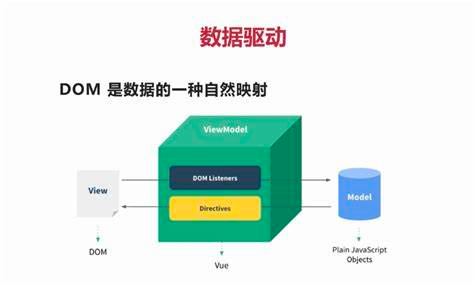 数据驱动
DOM 是数据的一种自然映射
ViewModel
DOM Listeners
View
Model
Directives
DOM
Vue
Plain JavaScript
Objects